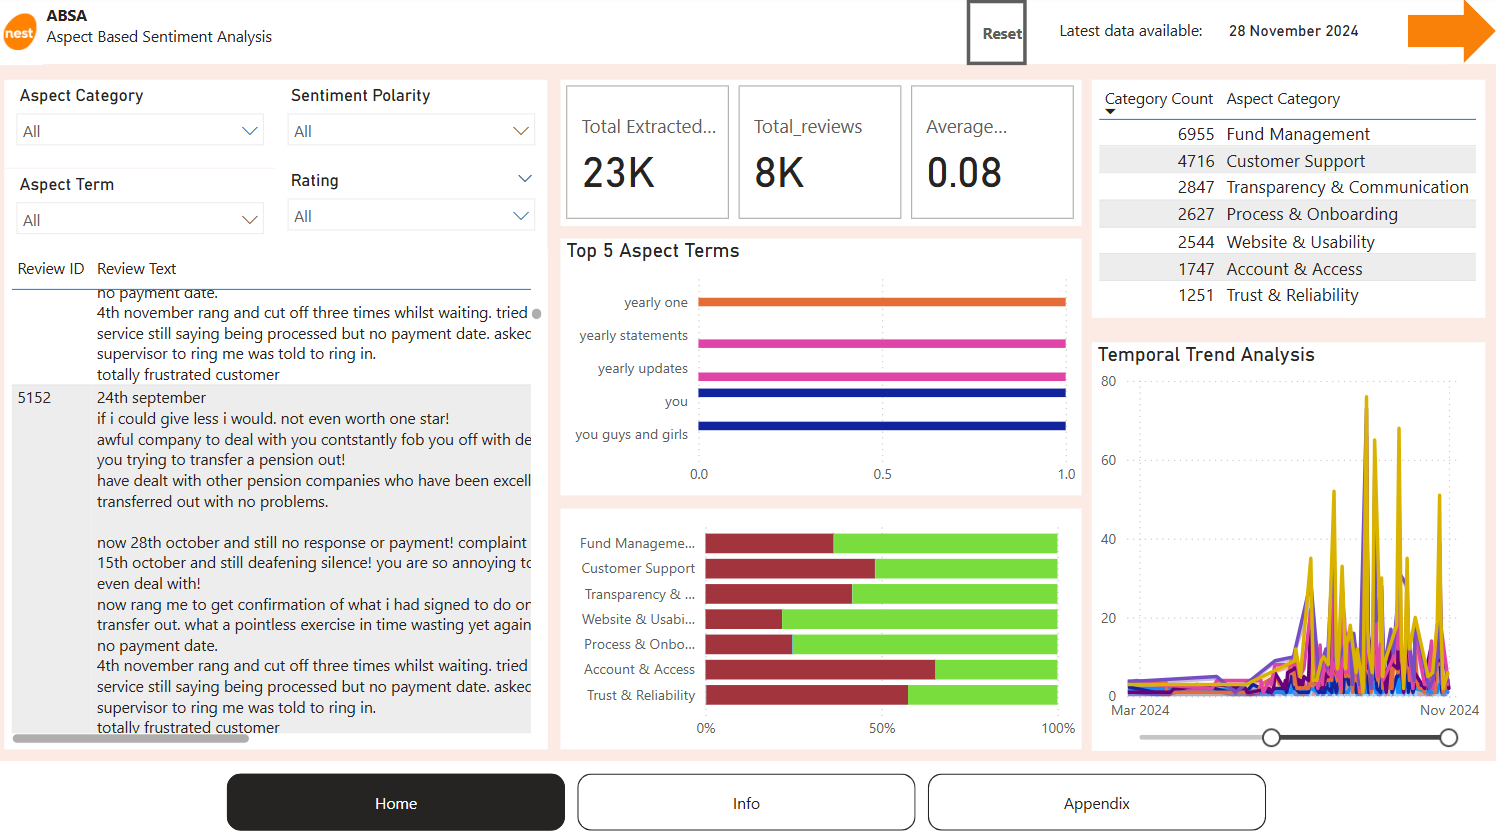 nest
ABSA
Aspect Based Sentiment Analysis
Reset
Latest data available:
28 November 2024
Aspect Category
All
Sentiment Polarity
All
Aspect Term
All
Rating
All
Review ID
Review Text
no payment date.
4th november rang and cut off three times whilst waiting. tried
service still saying being processed but no payment date. asked
supervisor to ring me was told to ring in.
totally frustrated customer
5152
24th september
if i could give less i would. not even worth one star!
awful company to deal with you contstantly fob you off with de
you trying to transfer a pension out!
have dealt with other pension companies who have been excell
transferred out with no problems.
now 28th october and still no response or payment! complaint
15th october and still deafening silence! you are so annoying to
even deal with!
now rang me to get confirmation of what i had signed to do on
transfer out. what a pointless exercise in time wasting yet again
no payment date.
4th november rang and cut off three times whilst waiting. tried
service still saying being processed but no payment date. asked
supervisor to ring me was told to ring in.
totally frustrated customer
Total Extracted...
23K
Total_reviews
8K
Average...
0.08
Top 5 Aspect Terms
yearly one
yearly statements
yearly updates
you
you guys and girls
0.0
0.5
1.0
Fund Manageme...
Customer Support
Transparency & ...
Website & Usabi...
Process & Onbo...
Account & Access
Trust & Reliability
0%
50%
100%
Category Count Aspect Category
6955 Fund Management
4716 Customer Support
2847 Transparency & Communication
2627 Process & Onboarding
2544 Website & Usability
1747 Account & Access
1251 Trust & Reliability
Temporal Trend Analysis
80
60
40
20
0
Mar 2024
Nov 2024
Home
Info
Appendix